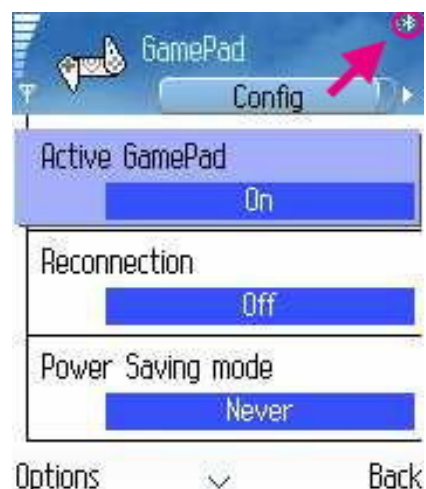 GamePad
Config
Active GamePad
On
Reconnection
Off
Power Saving mode
Never
Options Back